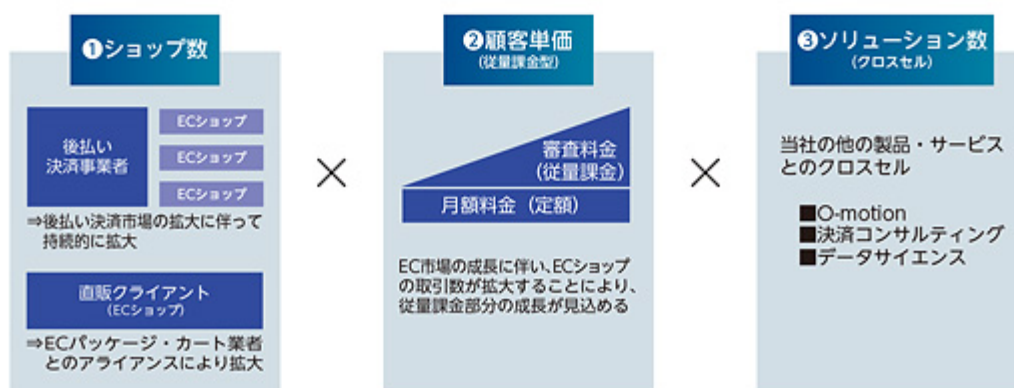 ❶ショップ数
後払い
決済事業者
ECショップ
ECショップ
ECショップ
⇒後払い決済市場の拡大に伴って
持続的に拡大
直販クライアント
(ECショップ)
⇒ECパッケージ・カート業者
とのアライアンスにより拡大
×
❷顧客単価
(従量課金型)
審査料金
(従量課金)
月額料金（定額）
EC市場の成長に伴い、ECショップ
の取引数が拡大することにより、
従量課金部分の成長が見込める
×
❸ソリューション数
(クロスセル)
当社の他の製品・サービス
とのクロスセル
■O-motion
■決済コンサルティング
■データサイエンス